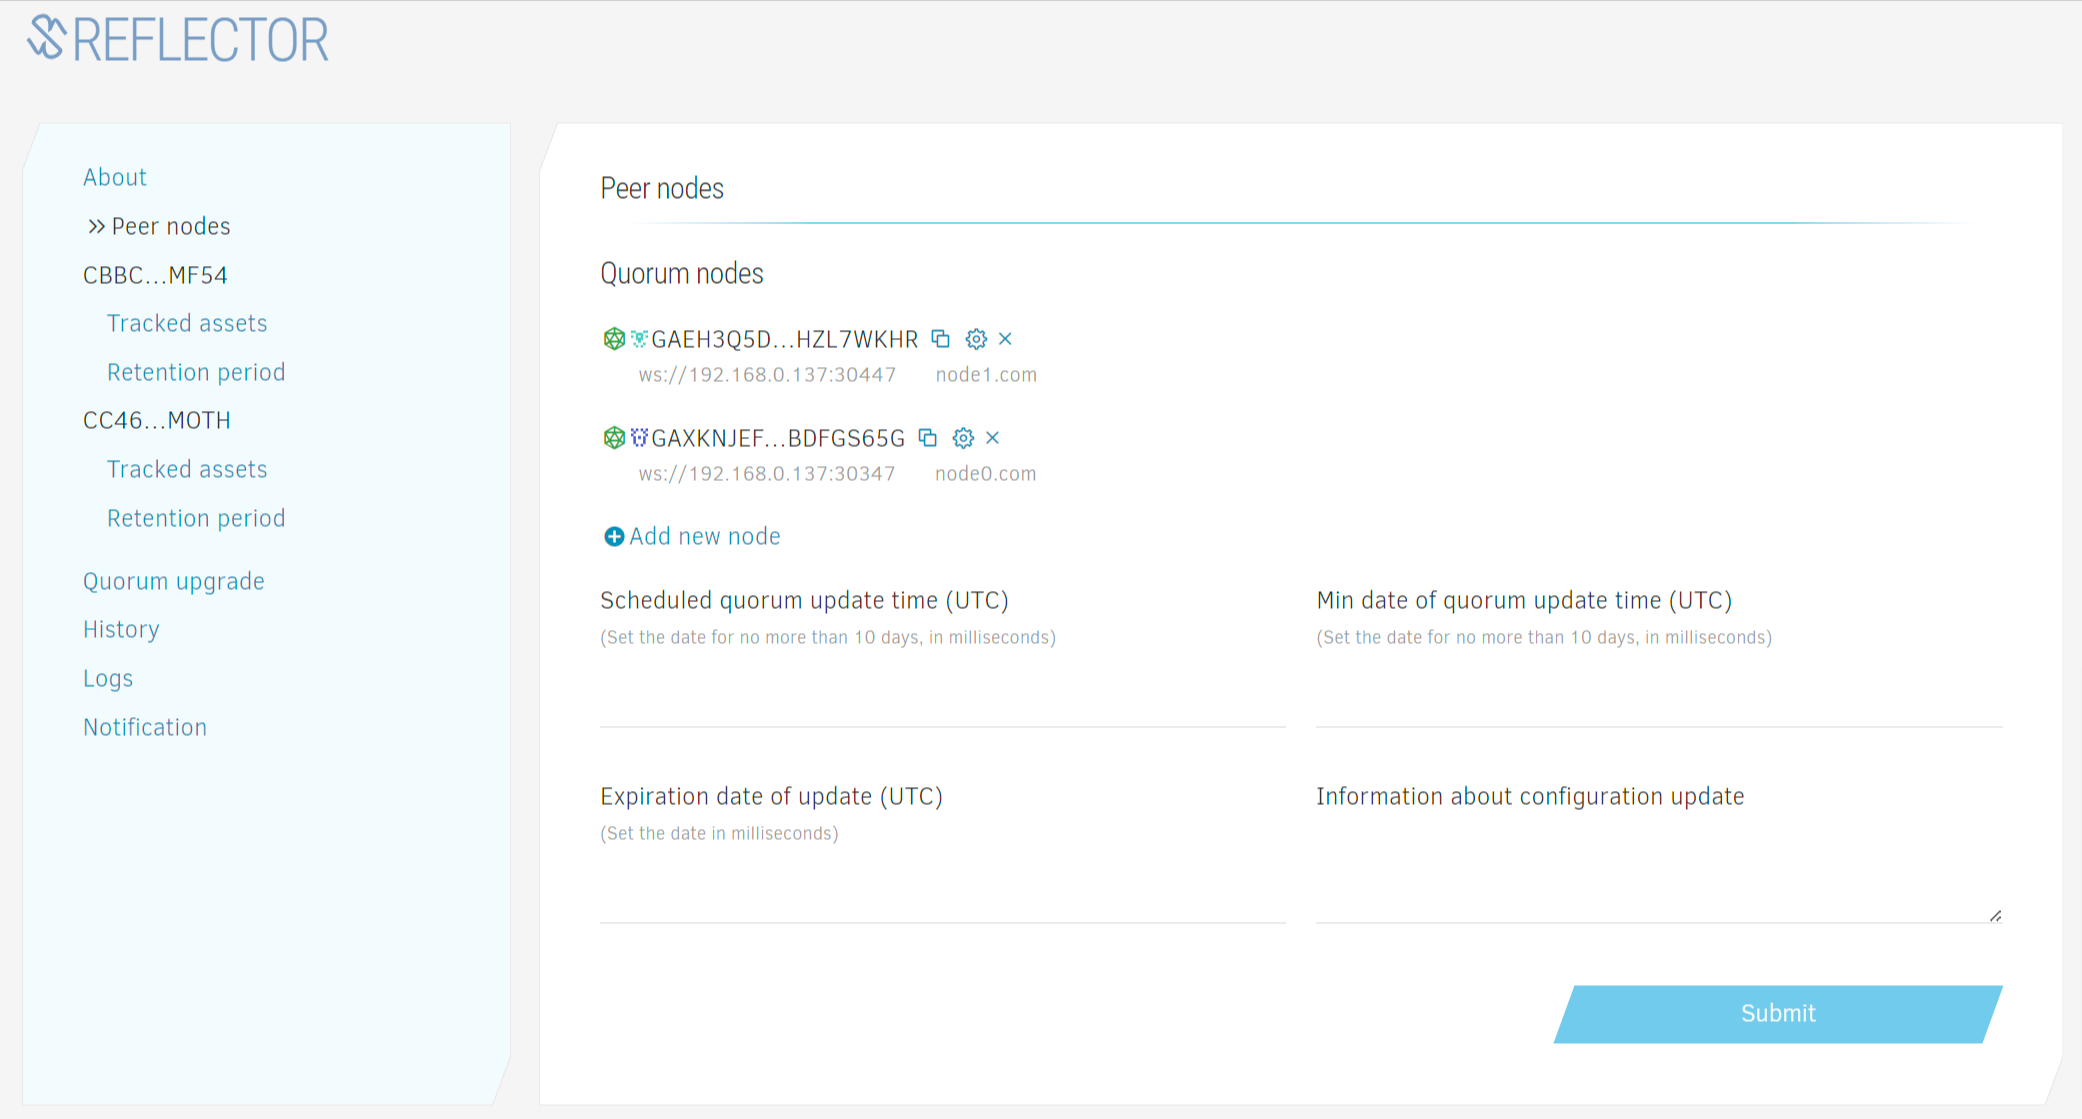 REFLECTOR
About
Peer nodes
CBBC...MF54
Tracked assets
Retention period
CC46...MOTH
Tracked assets
Retention period
Quorum upgrade
History
Logs
Notification
Peer nodes
Quorum nodes
GAEH3Q5D...HZL7WKHR
ws://192.168.0.137:30447 node1.com
GAXKNJEF...BDFGS65G
ws://192.168.0.137:30347 node0.com
Add new node
Scheduled quorum update time (UTC)
(Set the date for no more than 10 days, in milliseconds)
Min date of quorum update time (UTC)
(Set the date for no more than 10 days, in milliseconds)
Expiration date of update (UTC)
(Set the date in milliseconds)
Information about configuration update
Submit